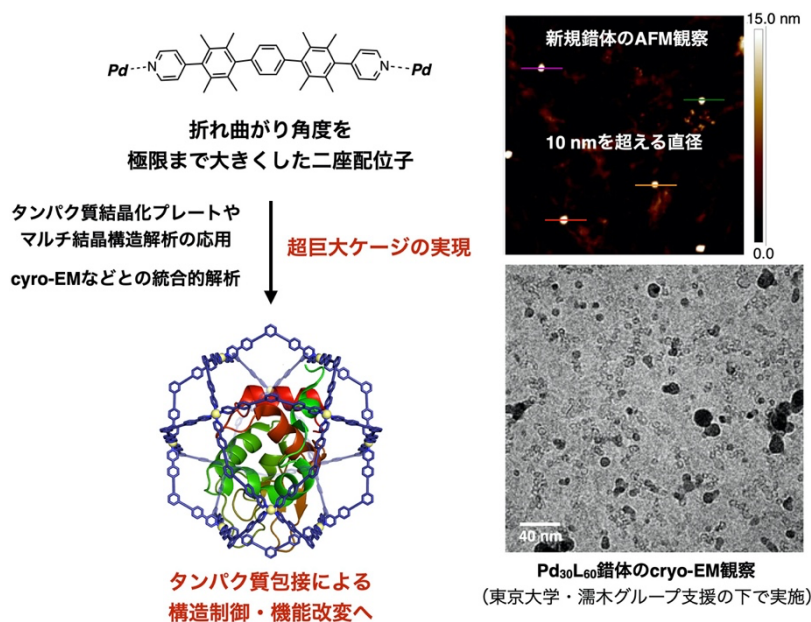 Pd
N
N
Pd
折れ曲がり角度を
極限まで大きくした二座配位子
タンパク質結晶化プレートや
マルチ結晶構造解析の応用
cyro-EMなどとの統合的解析
超巨大ケージの実現
タンパク質包接による
構造制御・機能改変へ
新規錯体のAFM観察
10 nmを超える直径
15.0 nm
0.0
40 nm
Pd₃₀L₆₀錯体のcryo-EM観察
（東京大学・濡木グループ支援の下で実施）